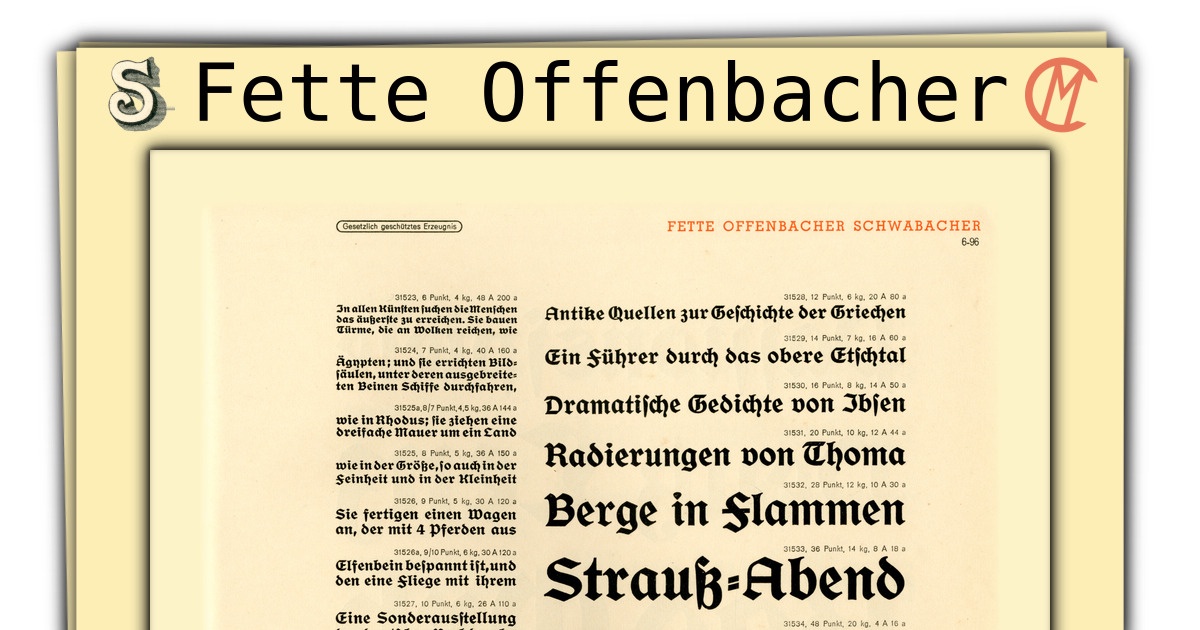 Fette Offenbacher
Gesetzlich geschütztes Erzeugnis
FETTE OFFENBACHER SCHWABACHER
6-96
31523, 6 Punkt, 4 kg, 48 A 200 a
In allen Künſten ſuchen die Menſchen
das äußerſte zu erreichen. Sie bauen
Türme, die an Wolken reichen, wie
31524, 7 Punkt, 4 kg, 40 A 160 a
Ägypten; und ſie errichten Bild⸗
ſäulen, unter deren ausgebreite⸗
ten Beinen Schiffe durchfahren,
31525a, 8/7 Punkt, 4,5 kg, 36 A 144 a
wie in Rhodus; ſie ziehen eine
dreifache Mauer um ein Land
31525, 8 Punkt, 5 kg, 36 A 150 a
wie in der Größe, ſo auch in der
Feinheit und in der Kleinheit
31526, 9 Punkt, 5 kg, 30 A 120 a
Sie fertigen einen Wagen
an, der mit 4 Pferden aus
31526a, 9/10 Punkt, 6 kg, 30 A 120 a
Elfenbein beſpannt iſt, und
den eine Fliege mit ihrem
31527, 10 Punkt, 6 kg, 26 A 110 a
Eine Sonderausſtellung
31528, 12 Punkt, 6 kg, 20 A 80 a
Antike Quellen zur Geſchichte der Griechen
31529, 14 Punkt, 7 kg, 16 A 60 a
Ein Führer durch das obere Etſchtal
31530, 16 Punkt, 8 kg, 14 A 50 a
Dramatiſche Gedichte von Ibſen
31531, 20 Punkt, 10 kg, 12 A 44 a
Radierungen von Thoma
31532, 28 Punkt, 12 kg, 10 A 30 a
Berge in Flammen
31533, 36 Punkt, 14 kg, 8 A 18 a
Strauß⸗Abend
31534, 48 Punkt, 20 kg, 4 A 16 a